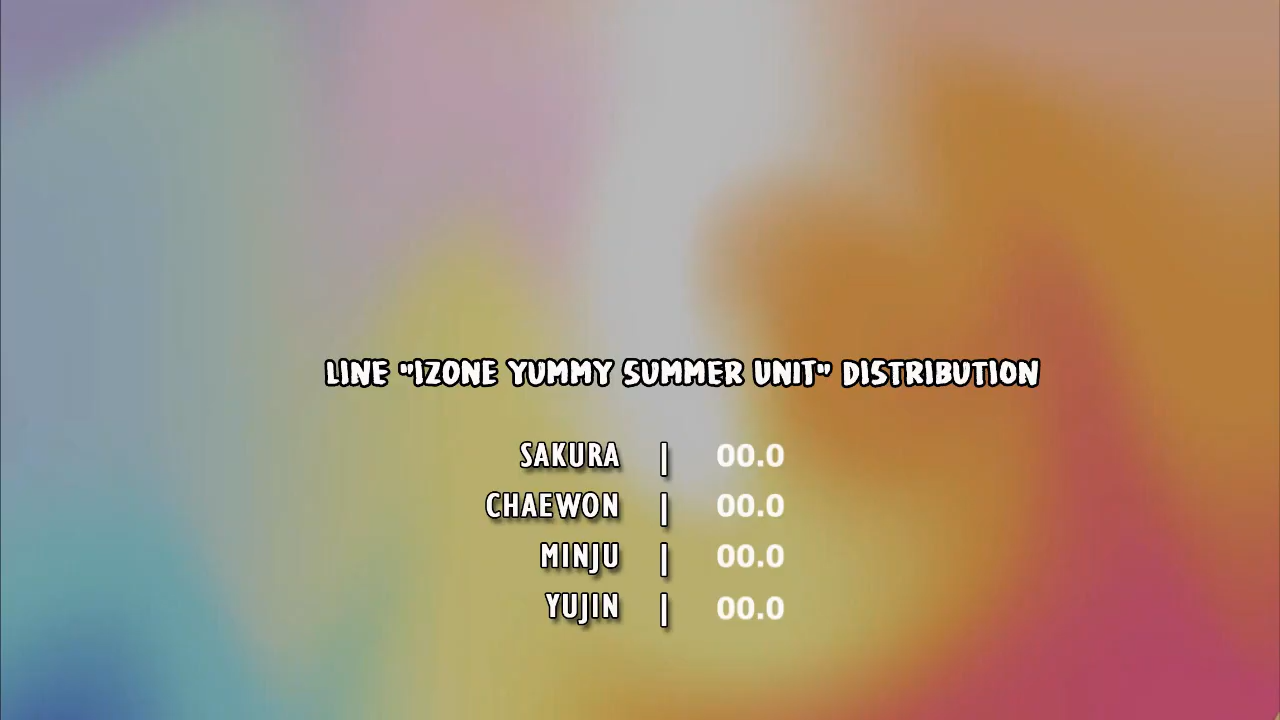 LINE "IZONE YUMMY SUMMER UNIT" DISTRIBUTION
SAKURA | 00.0
CHAEWON | 00.0
MINJU | 00.0
YUJIN | 00.0